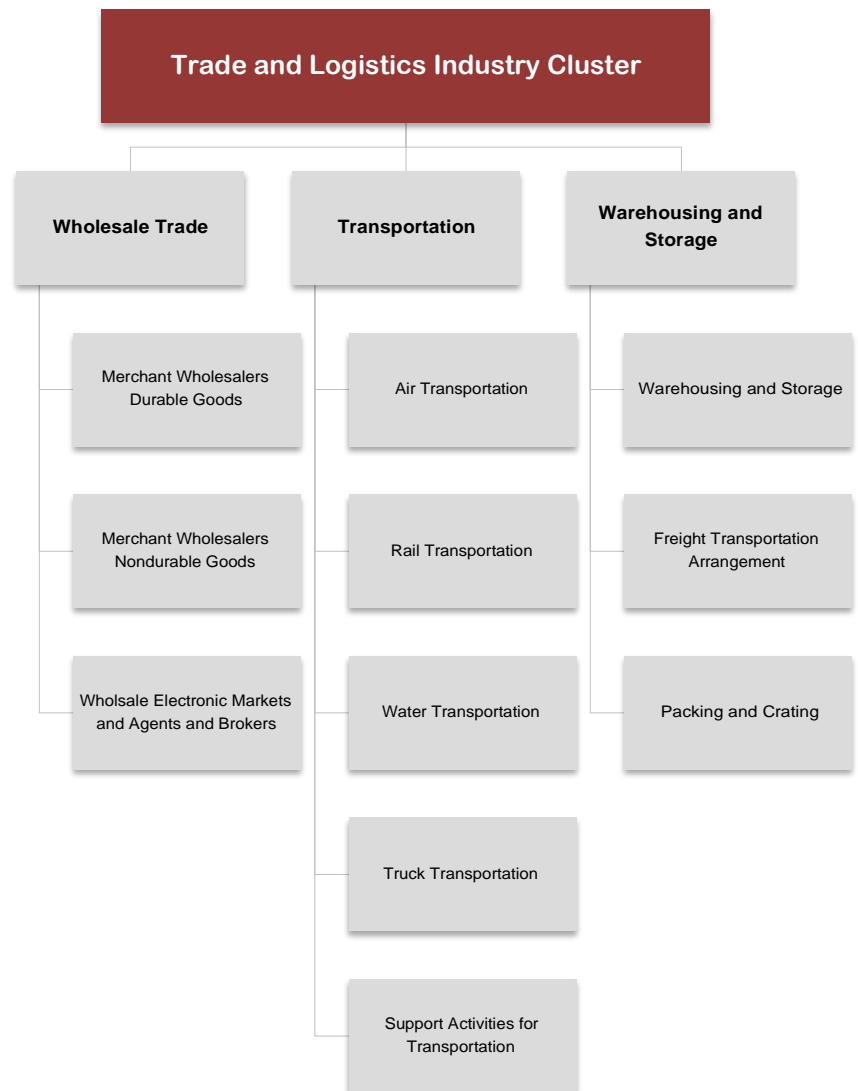 Trade and Logistics Industry Cluster
Wholesale Trade
Transportation
Warehousing and
Storage
Merchant Wholesalers
Durable Goods
Air Transportation
Warehousing and Storage
Merchant Wholesalers
Nondurable Goods
Rail Transportation
Freight Transportation
Arrangement
Wholsale Electronic Markets
and Agents and Brokers
Water Transportation
Packing and Crating
Truck Transportation
Support Activities for
Transportation